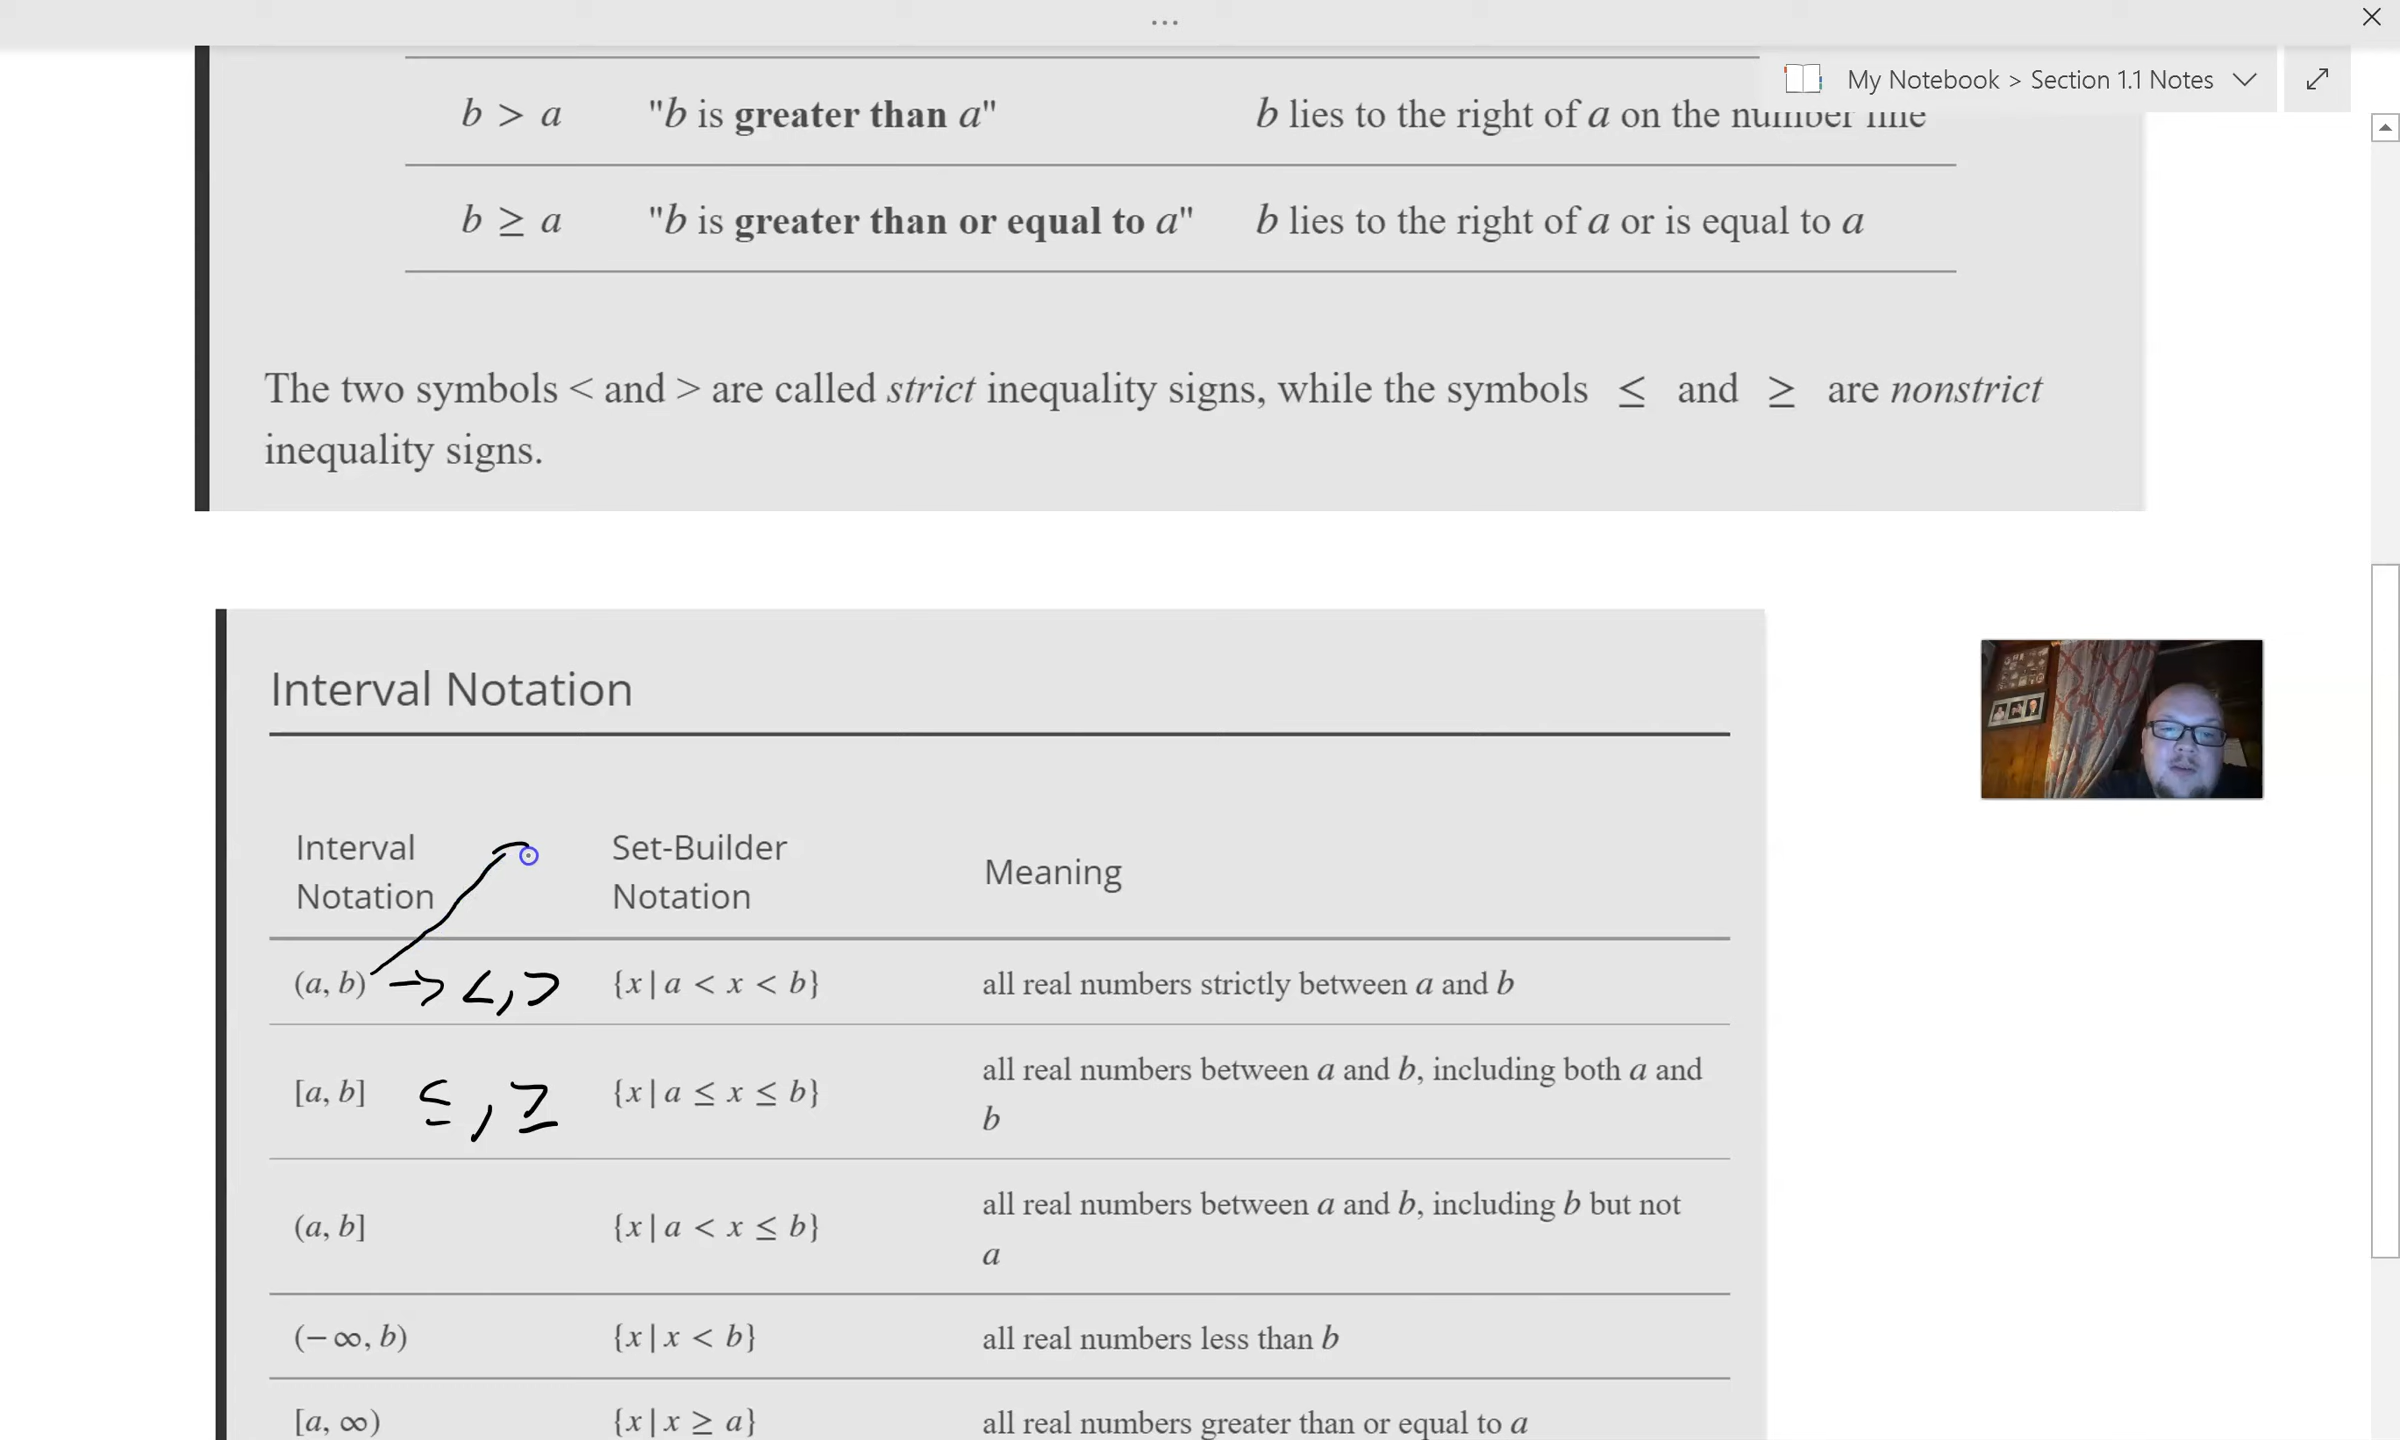 ...
My Notebook > Section 1.1 Notes
b > a "b is greater than a" b lies to the right of a on the number line
b ≥ a "b is greater than or equal to a" b lies to the right of a or is equal to a
The two symbols < and > are called strict inequality signs, while the symbols ≤ and ≥ are nonstrict
inequality signs.
Interval Notation
Interval Notation Set-Builder Notation Meaning
(a, b) → <, > {x | a < x < b} all real numbers strictly between a and b
[a, b] ≤, ≥ {x | a ≤ x ≤ b} all real numbers between a and b, including both a and
b
(a, b] {x | a < x ≤ b} all real numbers between a and b, including b but not
a
(− ∞, b) {x | x < b} all real numbers less than b
[a, ∞) {x | x ≥ a} all real numbers greater than or equal to a